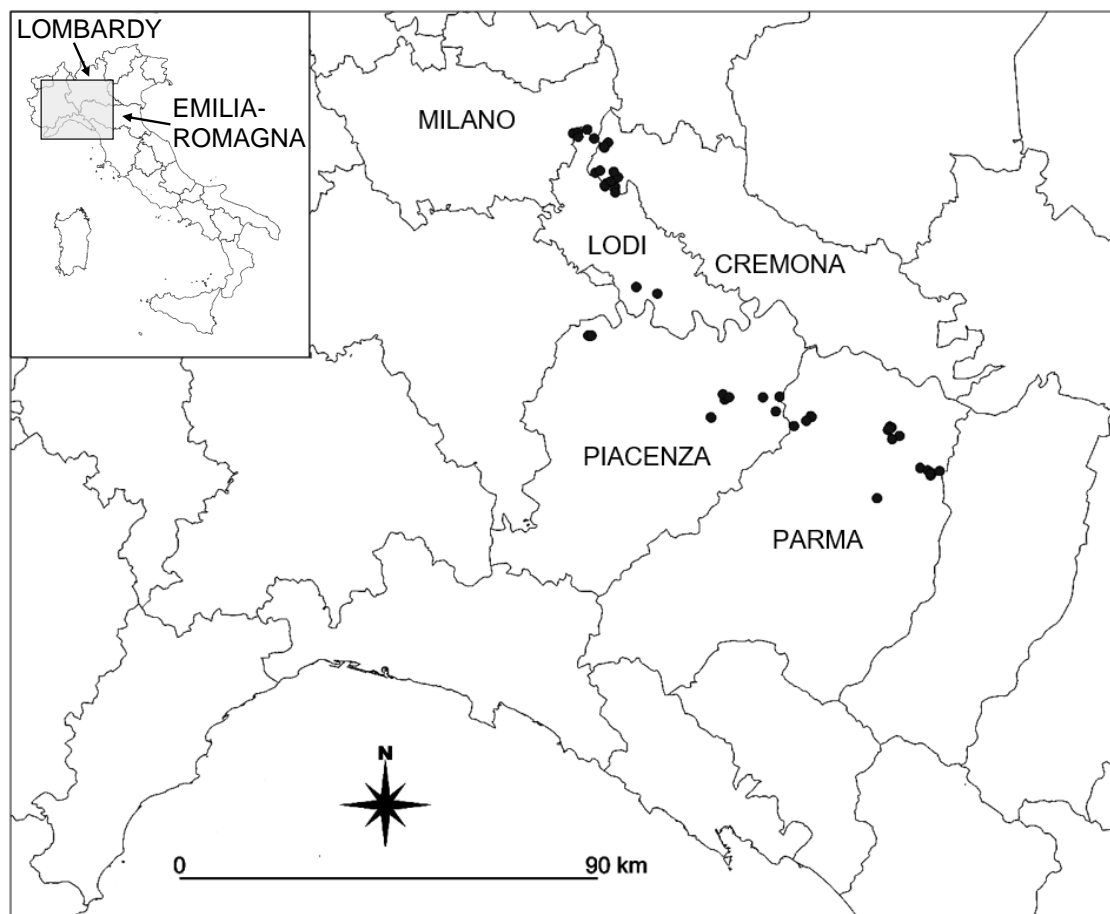 LOMBARDY
EMILIA-
ROMAGNA
MILANO
LODI
CREMONA
PIACENZA
PARMA
N
0
90 km